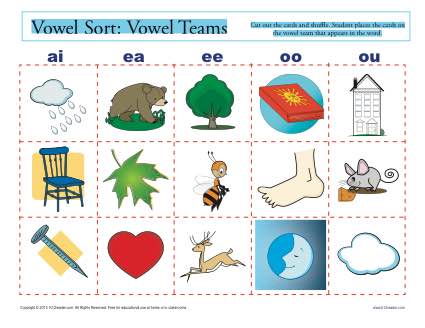 Vowel Sort: Vowel Teams
Cut out the cards and shuffle. Student places the cards on
the vowel team that appears in the word.
ai ea ee oo ou
Copyright © 2013 K12reader.com. All Rights Reserved. Free for educational use at home or in classrooms.
www.k12reader.com